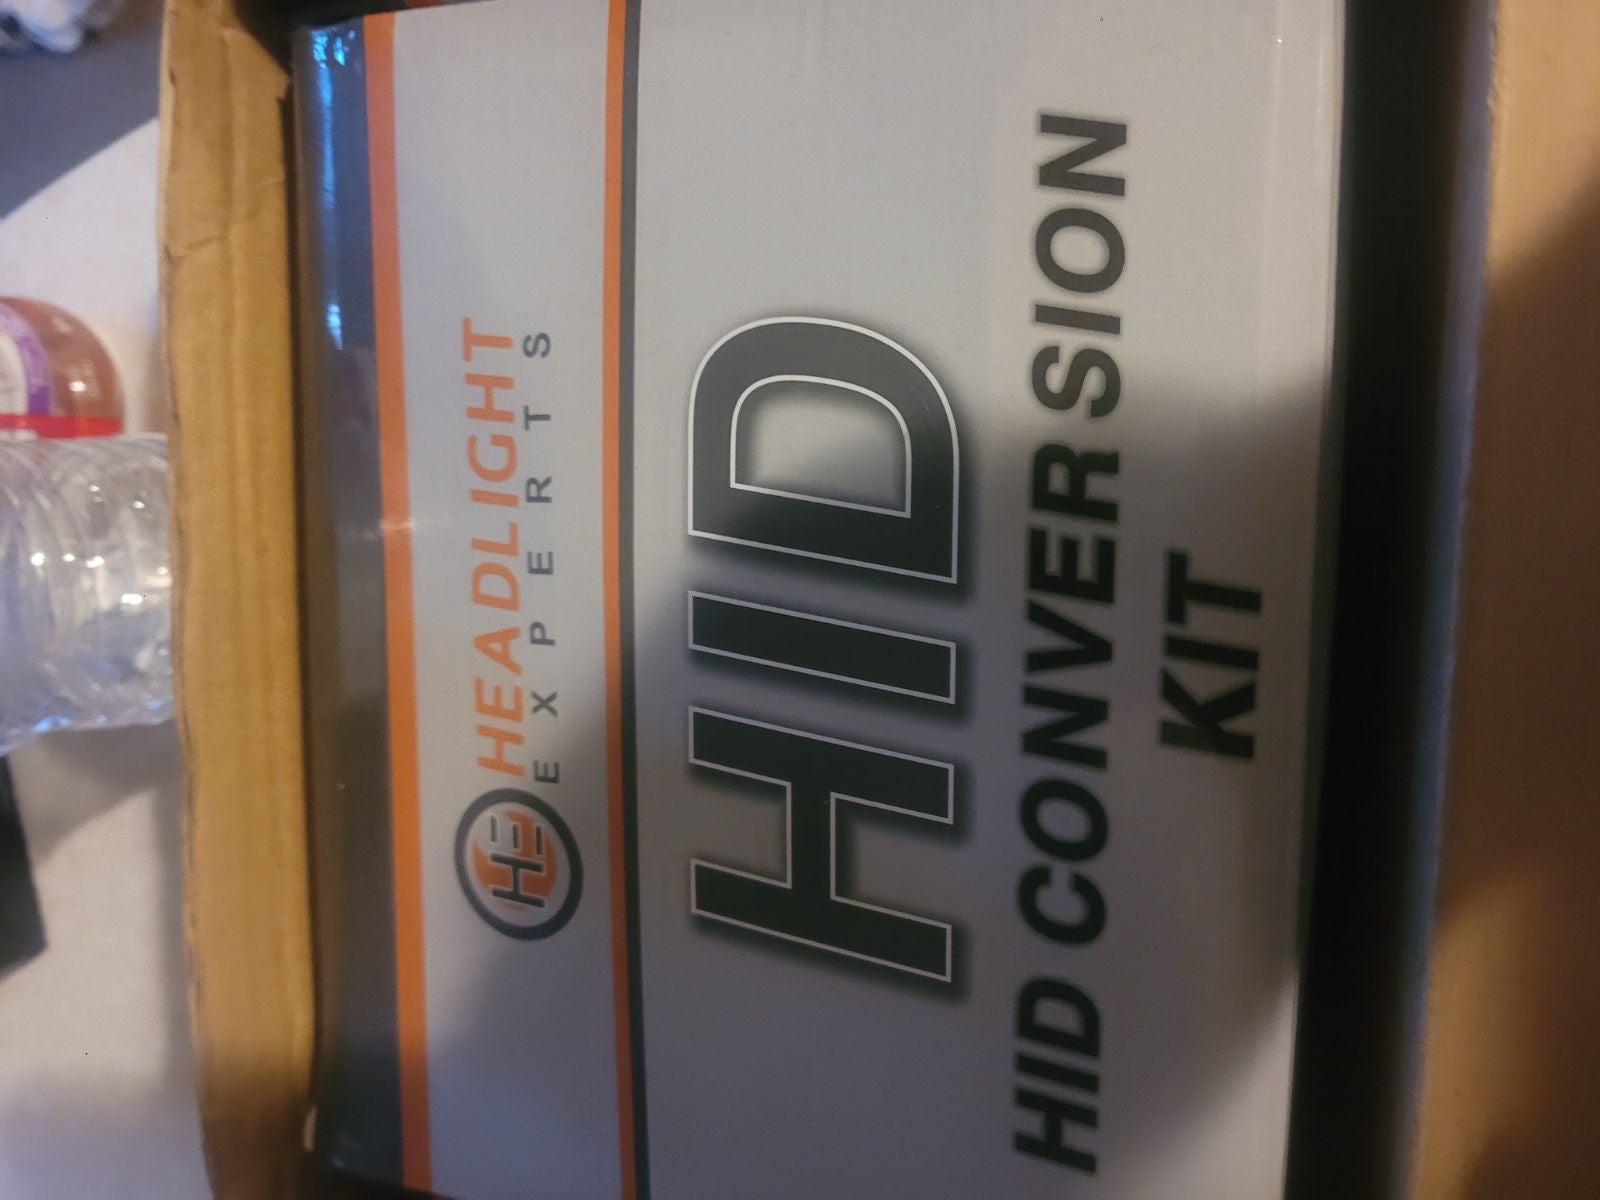 HE HEADLIGHT
EXPERTS
HID
HID CONVERSION
KIT